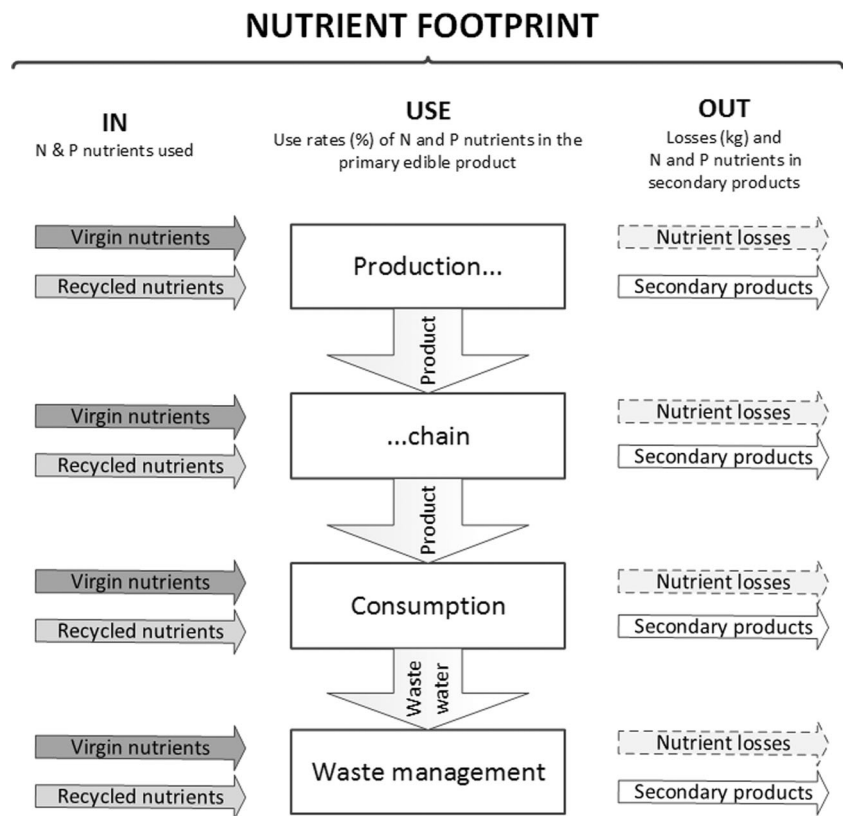 NUTRIENT FOOTPRINT
IN
N & P nutrients used
USE
Use rates (%) of N and P nutrients in the
primary edible product
OUT
Losses (kg) and
N and P nutrients in
secondary products
Virgin nutrients
Recycled nutrients
Production...
Nutrient losses
Secondary products
Product
Virgin nutrients
Recycled nutrients
...chain
Nutrient losses
Secondary products
Product
Virgin nutrients
Recycled nutrients
Consumption
Nutrient losses
Secondary products
Waste
water
Virgin nutrients
Recycled nutrients
Waste management
Nutrient losses
Secondary products